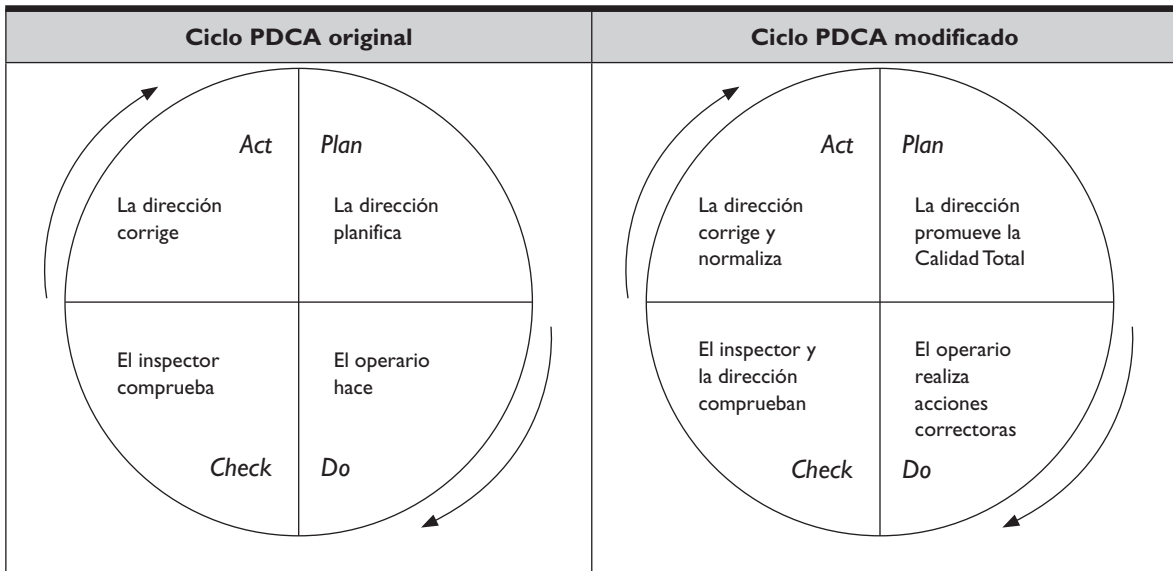 Ciclo PDCA original
Act
Plan
La dirección
corrige
La dirección
planifica
El inspector
comprueba
El operario
hace
Check
Do
Ciclo PDCA modificado
Act
Plan
La dirección
corrige y
normaliza
La dirección
promueve la
Calidad Total
El inspector y
la dirección
comprueban
El operario
realiza
acciones
correctoras
Check
Do